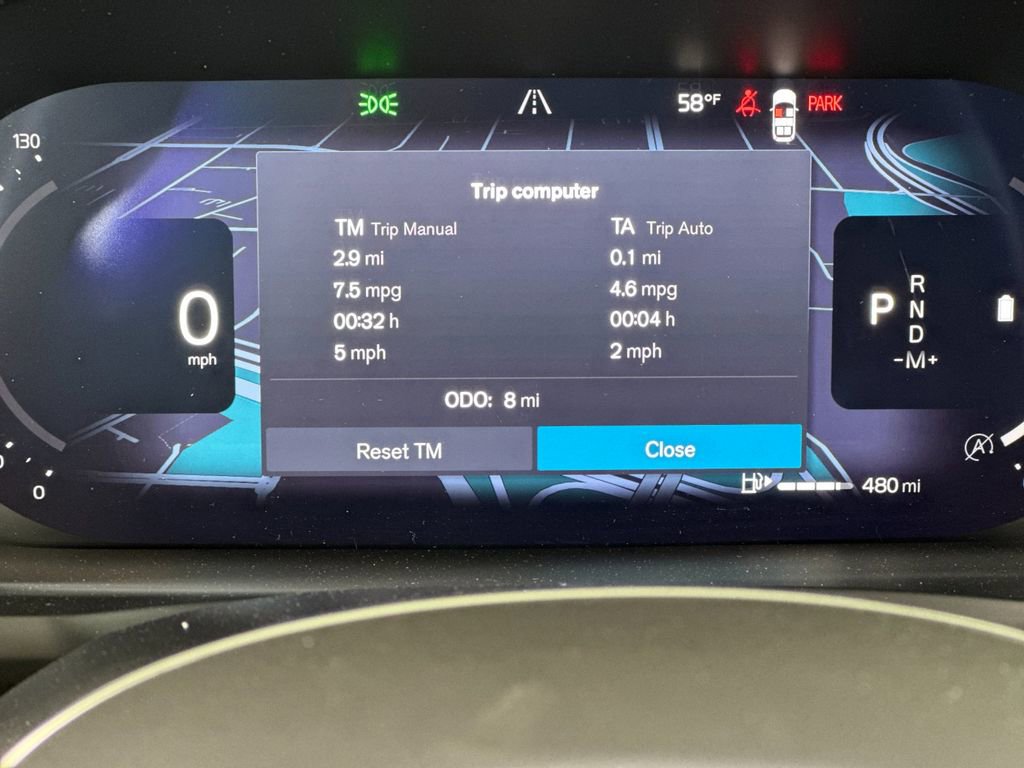 58°F
PARK
130
Trip computer
TM Trip Manual
TA Trip Auto
2.9 mi
0.1 mi
7.5 mpg
4.6 mpg
00:32 h
00:04 h
5 mph
2 mph
ODO: 8 mi
Reset TM
Close
0
mph
P
R
N
D
-M+
A
0
480 mi